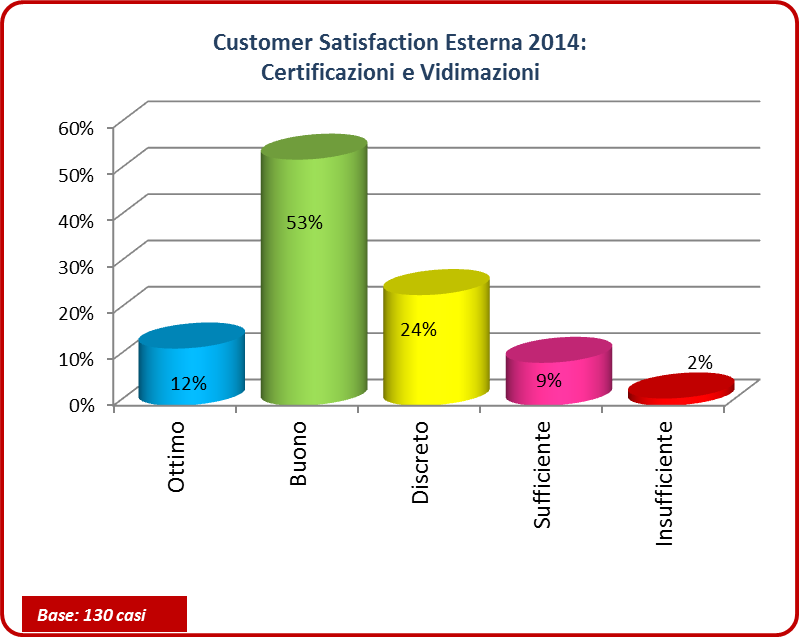 Customer Satisfaction Esterna 2014:
Certificazioni e Vidimazioni
60%
50%
40%
30%
20%
10%
0%
12%
53%
24%
9%
2%
Ottimo
Buono
Discreto
Sufficiente
Insufficiente
Base: 130 casi